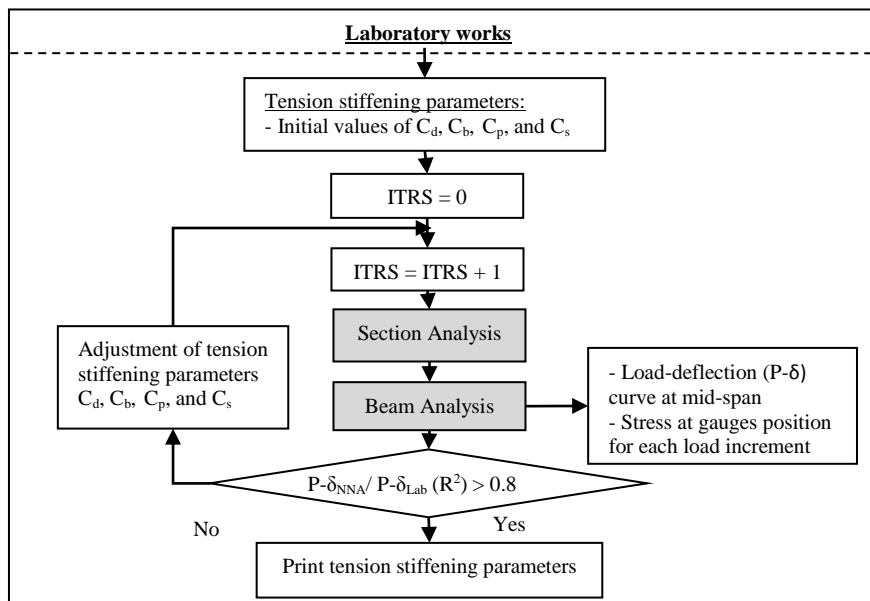 Laboratory works
Tension stiffening parameters:
- Initial values of Cd, Cb, Cp, and Cs
ITRS = 0
ITRS = ITRS + 1
Section Analysis
Beam Analysis
- Load-deflection (P-δ)
curve at mid-span
- Stress at gauges position
for each load increment
Adjustment of tension
stiffening parameters
Cd, Cb, Cp, and Cs
P-δNNA/ P-δLab (R²) > 0.8
No
Yes
Print tension stiffening parameters